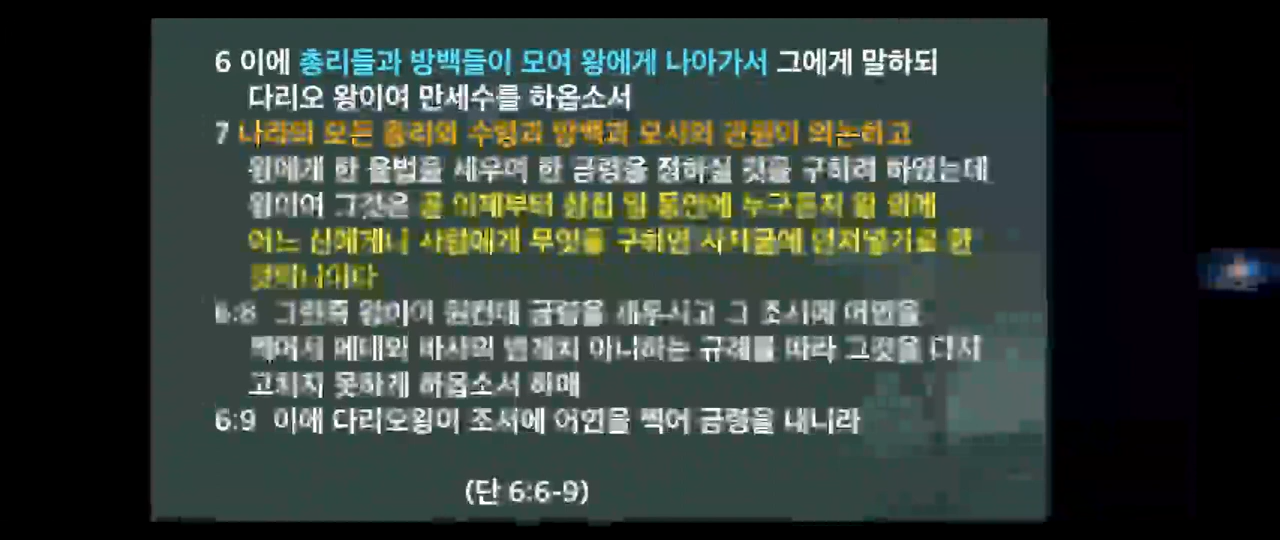 6 이에 총리들과 방백들이 모여 왕에게 나아가서 그에게 말하되
다리오 왕이여 만세수를 하옵소서
7 나라의 모든 총리와 수령과 방백과 모사와 관원이 의논하고
왕에게 한 율법을 세우며 한 금령을 정하실 것을 구하려 하였는데
왕이여 그것은 곧 이제부터 삼십 일 동안에 누구든지 왕 외에
어느 신에게나 사람에게 무엇을 구하면 사자굴에 던져넣기로 한
것이니이다
6:8 그런즉 왕이여 원컨대 금령을 세우시고 그 조서에 어인을
찍어서 메대와 바사의 변개치 아니하는 규례를 따라 그것을 다시
고치지 못하게 하옵소서 하매
6:9 이에 다리오왕이 조서에 어인을 찍어 금령을 내니라
(단 6:6-9)